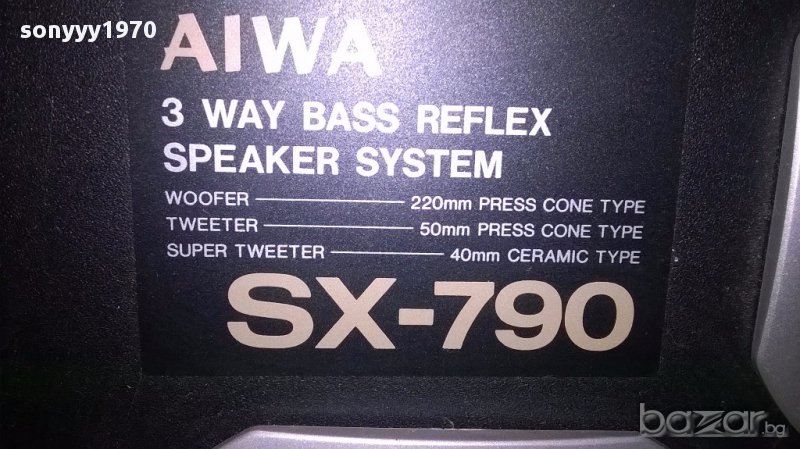 sonyyy1970
AIWA
3 WAY BASS REFLEX
SPEAKER SYSTEM
WOOFER 220mm PRESS CONE TYPE
TWEETER 50mm PRESS CONE TYPE
SUPER TWEETER 40mm CERAMIC TYPE
SX-790
bazar.bg